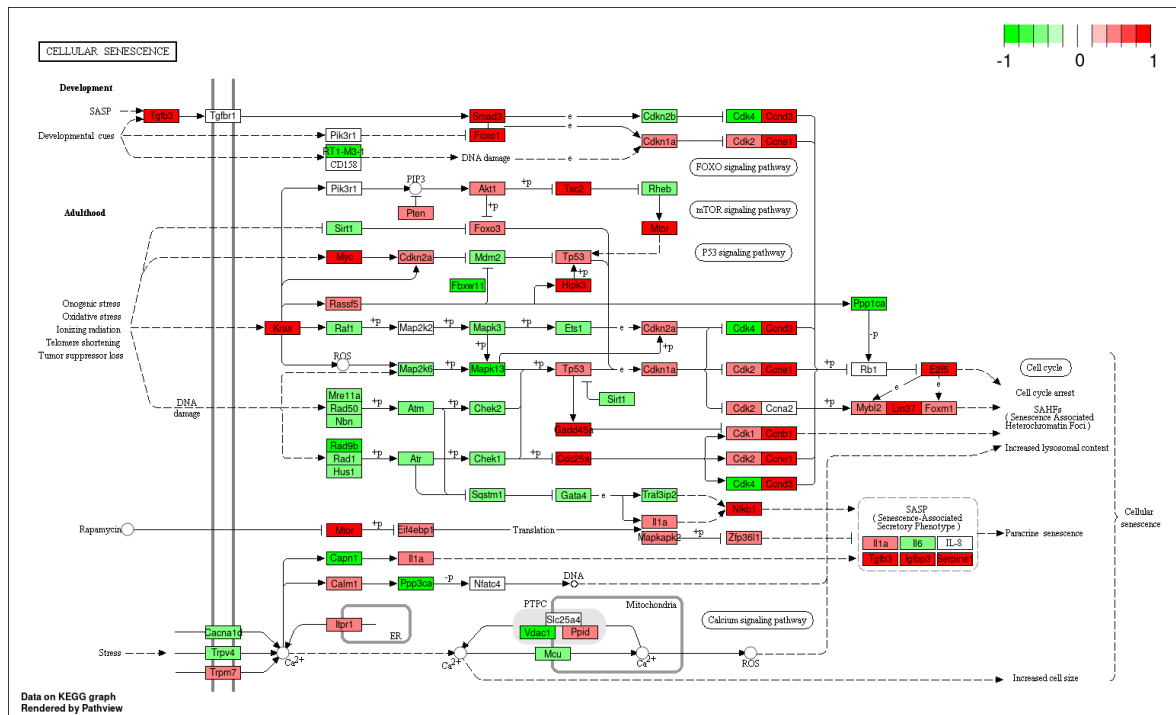 CELLULAR SENESCENCE
-1 0 1
Development
SASP
Tgfb3
Tgfbr1
Smad3
e
Cdkn2b
Cdk4
Ccnd3
Developmental cues
Pik3r1
Foxo1
e
Cdkn1a
Cdk2
Ccne1
RT1-M3-1
CD158
DNA damage
e
FOXO signaling pathway
Pik3r1
PIP3
Akt1
+p
Tsc2
Rheb
Pten
+p
mTOR signaling pathway
Adulthood
Sirt1
Foxo3
Mtor
Myc
Cdkn2a
Mdm2
Tp53
P53 signaling pathway
Fbxw11
Hipk3
+p
Onogenic stress
Oxidative stress
Ionizing radiation
Telomere shortening
Tumor suppressor loss
Rassf5
Ppp1ca
Kras
Raf1
+p
Map2k2
+p
Mapk3
+p
Ets1
e
Cdkn2a
Cdk4
Ccnd3
-p
ROS
+p
+p
Map2k6
+p
Mapk13
+p
Tp53
e
Cdkn1a
Cdk2
Ccne1
+p
Rb1
E2f5
Cell cycle
Cell cycle arrest
DNA
damage
Mre11a
Rad50
Nbn
+p
Atm
+p
Chek2
+p
Sirt1
Cdk2
Ccna2
+p
e
e
Mybl2
Lin37
Foxm1
SAHFs
( Senescence Associated
Heterochromatin Foci )
Gadd45a
Cdk1
Ccnb1
Increased lysosomal content
Rad9b
Rad1
Hus1
+p
Atr
+p
Chek1
+p
Cdc25a
Cdk2
Ccne1
Cdk4
Ccnd3
Sqstm1
Gata4
e
Traf3ip2
Il1a
Nfkb1
SASP
( Senescence-Associated
Secretory Phenotype )
Il1a
Il6
IL-8
Tgfb3
Igfbp3
Serpine1
Paracrine senescence
Cellular
senescence
Rapamycin
Mtor
+p
Eif4ebp1
Translation
Mapkapk2
+p
Zfp36l1
Capn1
Il1a
Calm1
Ppp3ca
-p
Nfatc4
DNA
Itpr1
ER
PTPC
Mitochondria
Slc25a4
Vdac1
Ppid
Calcium signaling pathway
Cacna1d
Stress
Trpv4
Trpm7
Ca2+
Ca2+
Mcu
Ca2+
ROS
Increased cell size
Data on KEGG graph
Rendered by Pathview